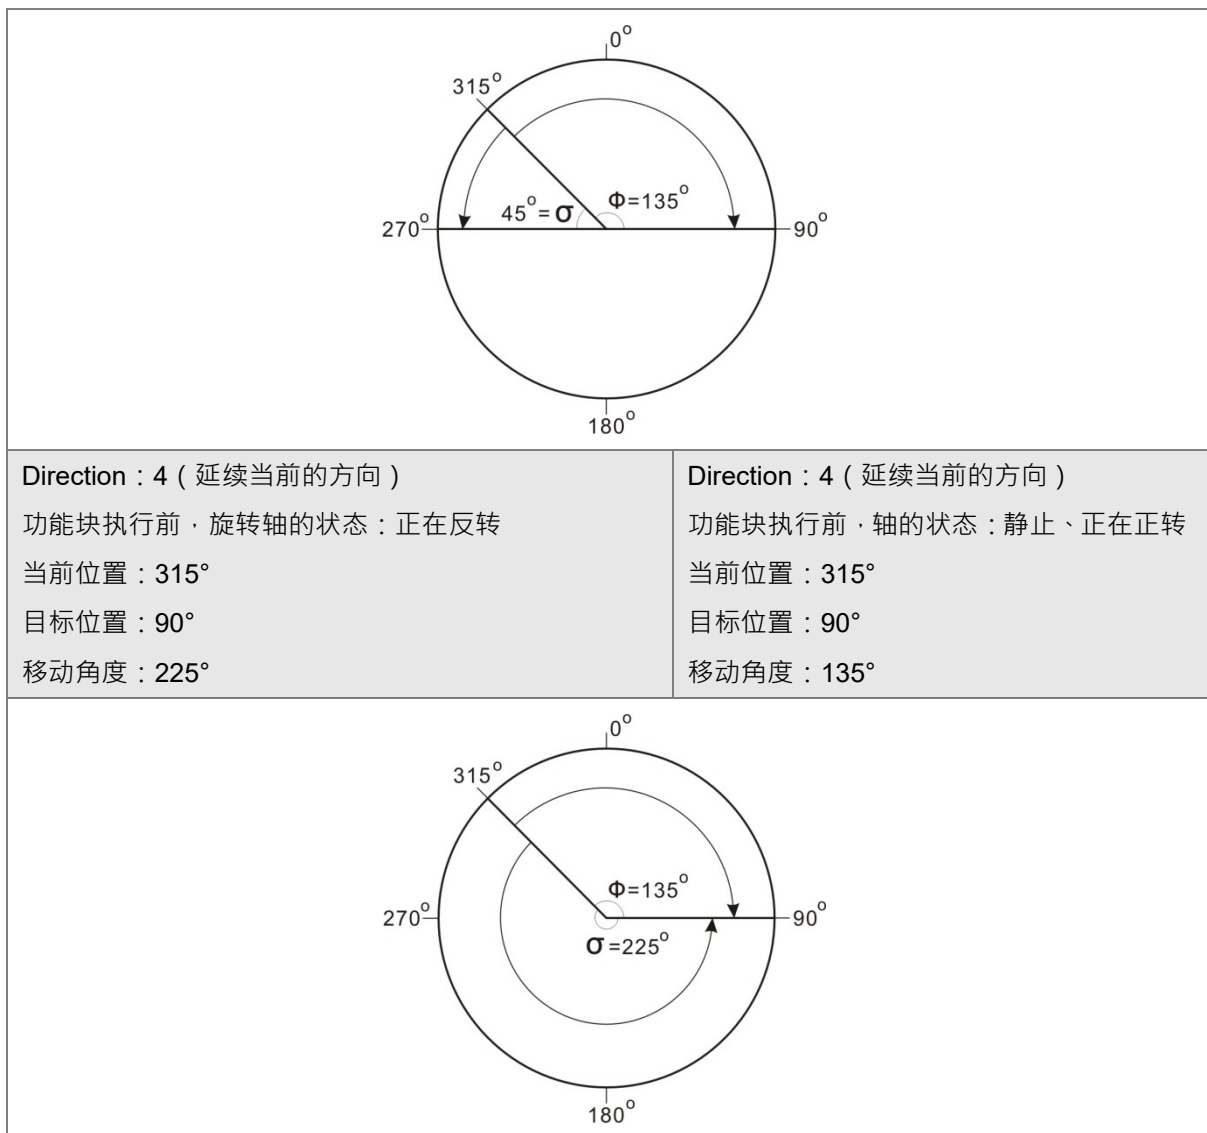 0°
315°
45°=σ Φ=135°
270° 90°
180°
Direction：4（延续当前的方向）
功能块执行前，旋转轴的状态：正在反转
当前位置：315°
目标位置：90°
移动角度：225°
Direction：4（延续当前的方向）
功能块执行前，轴的状态：静止、正在正转
当前位置：315°
目标位置：90°
移动角度：135°
0°
315°
Φ=135°
270° 90°
σ=225°
180°